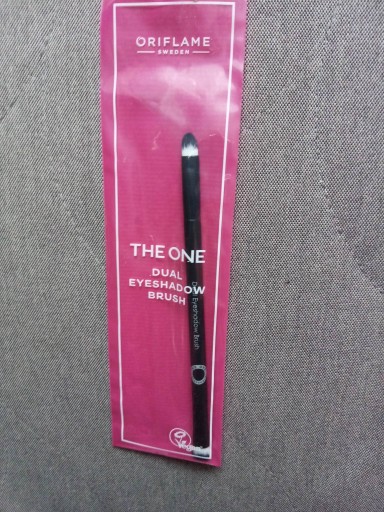 ORIFLAME
SWEDEN
THE ONE
DUAL
EYESHADOW
BRUSH
Eyeshadow Brush